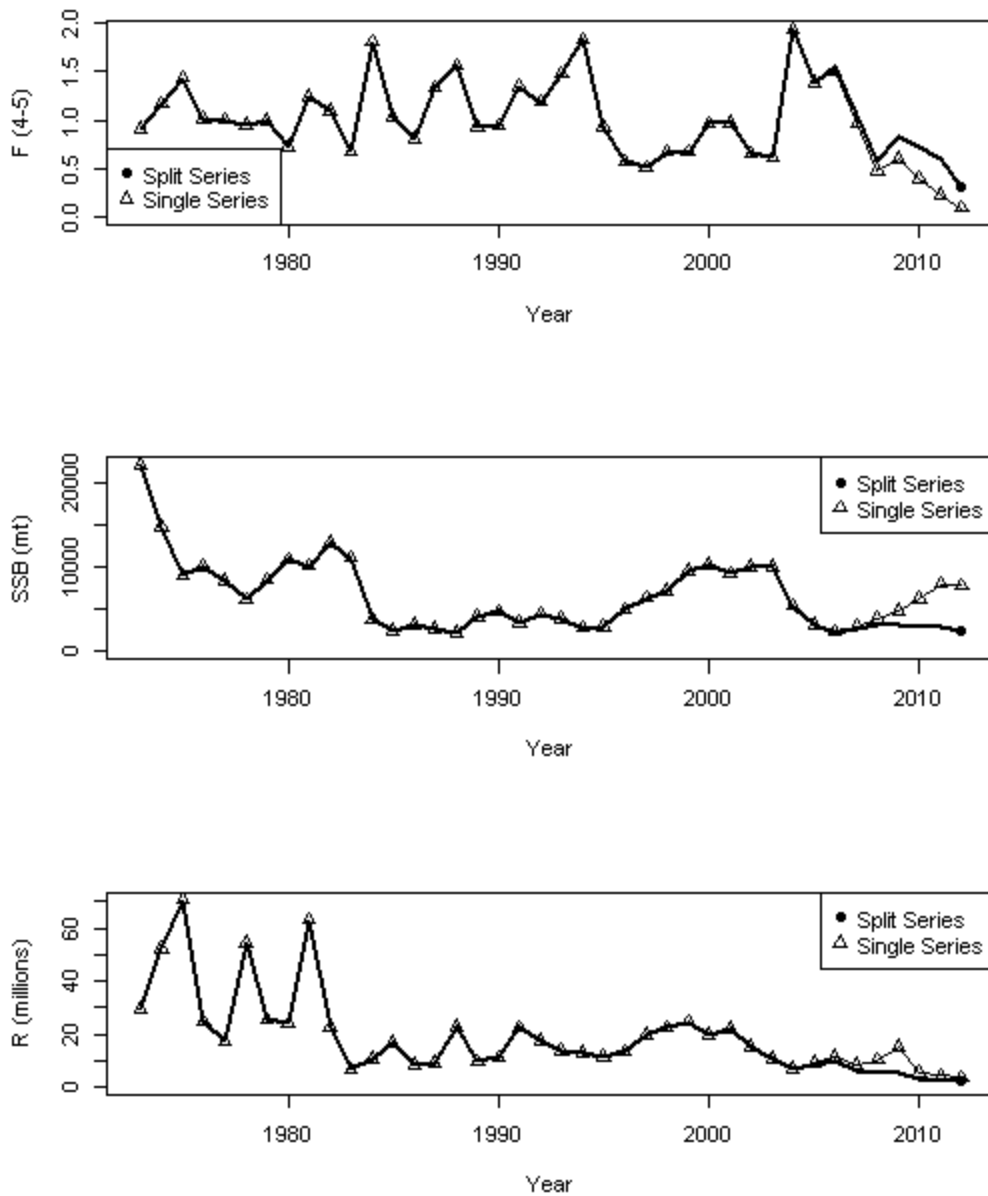 F (4-5)
0.0 0.5 1.0 1.5 2.0
● Split Series
△ Single Series
1980 1990 2000 2010
Year
SSB (mt)
0 10000 20000
● Split Series
△ Single Series
1980 1990 2000 2010
Year
R (millions)
0 20 40 60
● Split Series
△ Single Series
1980 1990 2000 2010
Year